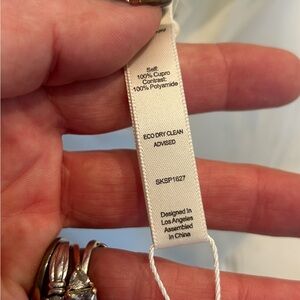 Self:
100% Cupro
Contrast:
100% Polyamide
ECO DRY CLEAN
ADVISED
SKSP1627
Designed in
Los Angeles
Assembled
in China